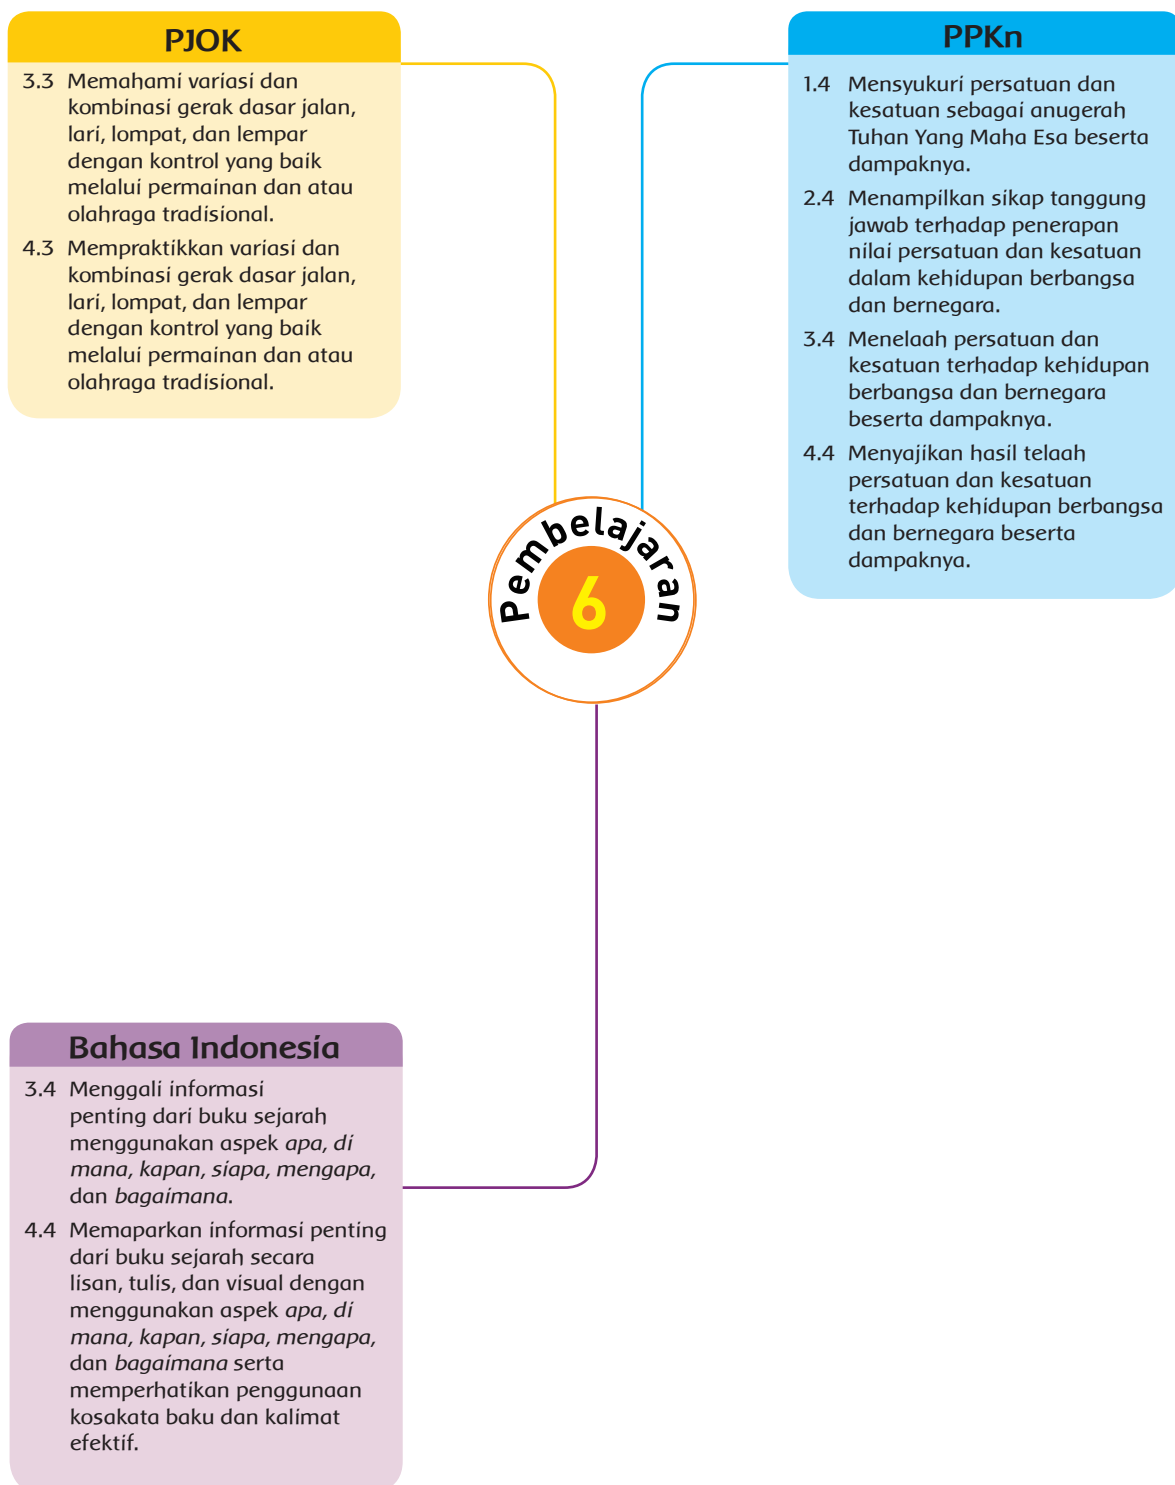 PJOK
3.3 Memahami variasi dan
kombinasi gerak dasar jalan,
lari, lompat, dan lempar
dengan kontrol yang baik
melalui permainan dan atau
olahraga tradisional.
4.3 Mempraktikkan variasi dan
kombinasi gerak dasar jalan,
lari, lompat, dan lempar
dengan kontrol yang baik
melalui permainan dan atau
olahraga tradisional.
PPKn
1.4 Mensyukuri persatuan dan
kesatuan sebagai anugerah
Tuhan Yang Maha Esa beserta
dampaknya.
2.4 Menampilkan sikap tanggung
jawab terhadap penerapan
nilai persatuan dan kesatuan
dalam kehidupan berbangsa
dan bernegara.
3.4 Menelaah persatuan dan
kesatuan terhadap kehidupan
berbangsa dan bernegara
beserta dampaknya.
4.4 Menyajikan hasil telaah
persatuan dan kesatuan
terhadap kehidupan berbangsa
dan bernegara beserta
dampaknya.
Pembelajaran
6
Bahasa Indonesia
3.4 Menggali informasi
penting dari buku sejarah
menggunakan aspek apa, di
mana, kapan, siapa, mengapa,
dan bagaimana.
4.4 Memaparkan informasi penting
dari buku sejarah secara
lisan, tulis, dan visual dengan
menggunakan aspek apa, di
mana, kapan, siapa, mengapa,
dan bagaimana serta
memperhatikan penggunaan
kosakata baku dan kalimat
efektif.